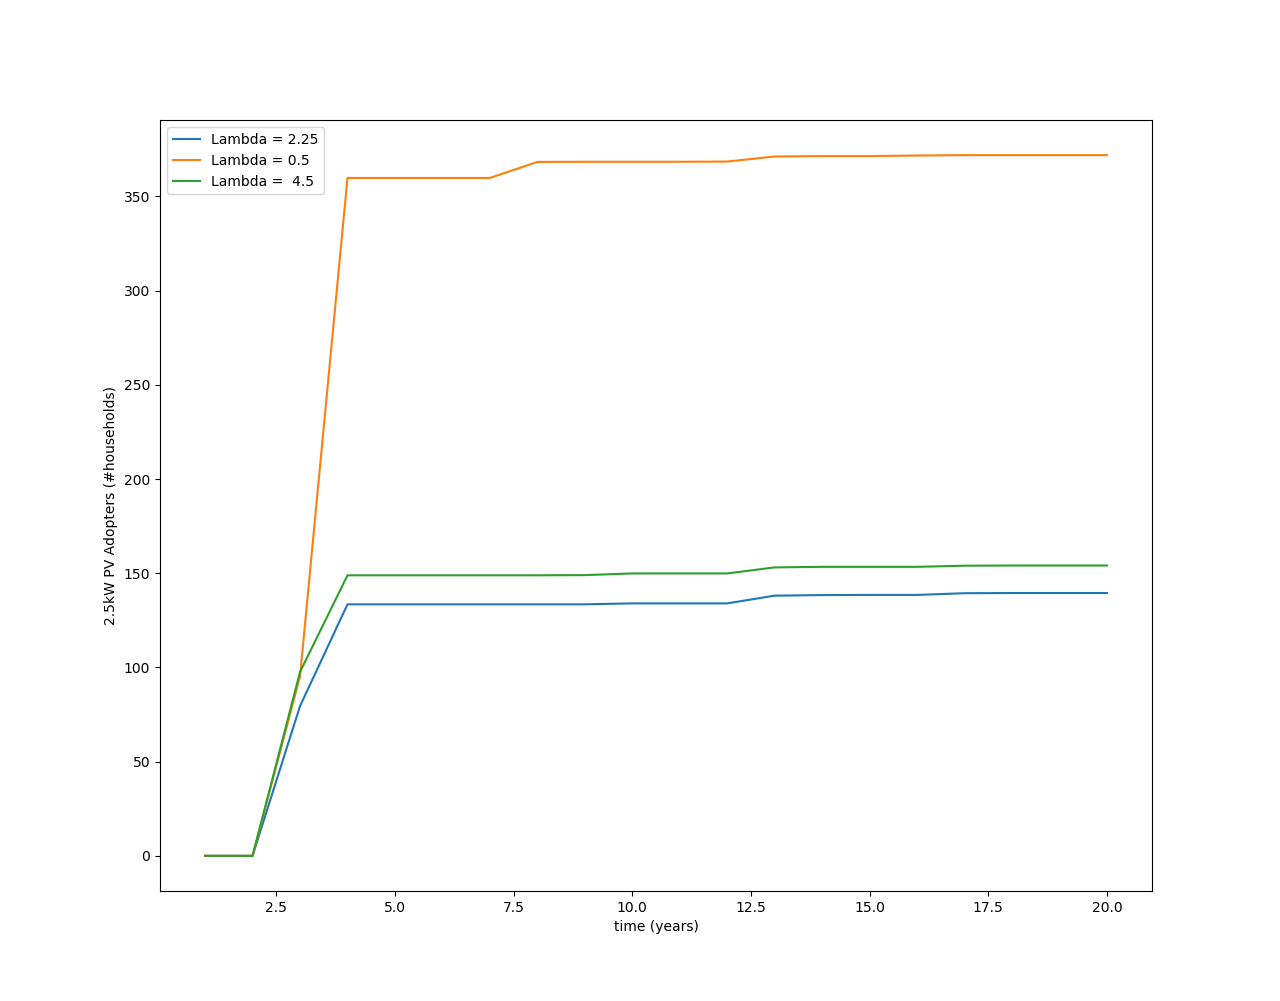 Lambda = 2.25
Lambda = 0.5
Lambda =  4.5
350
300
250
200
150
100
50
0
2.5kW PV Adopters (#households)
2.5 5.0 7.5 10.0 12.5 15.0 17.5 20.0
time (years)